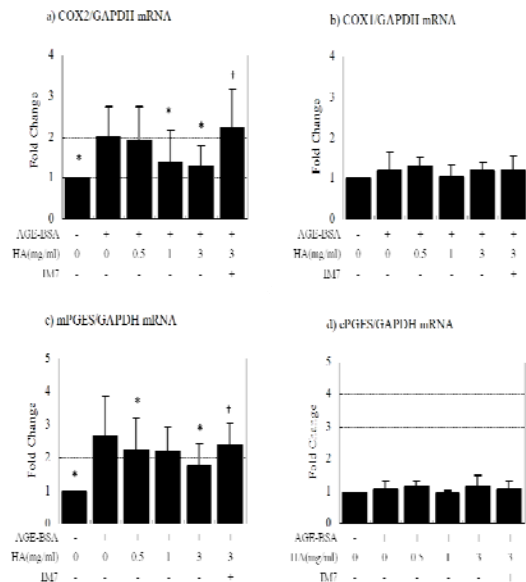 a) COX2/GAPDH mRNA
4
3
2
1
0
Fold Change
*
*
*
†
AGE-BSA - + + + + +
HA(mg/ml) 0 0 0.5 1 3 3
IM7 - - - - - +
b) COX1/GAPDH mRNA
4
3
2
1
0
Fold Change
AGE-BSA - + + + + +
HA(mg/ml) 0 0 0.5 1 3 3
IM7 - - - - - +
c) mPGES/GAPDH mRNA
5
4
3
2
1
0
Fold Change
*
*
*
†
AGE-BSA -
HA(mg/ml) 0 0 0.5 1 3 3
IM7 - - - - - +
d) cPGES/GAPDH mRNA
5
4
3
2
1
0
Fold Change
AGE-BSA -
HA(mg/ml) 0 0 0.5 1 3 3
IM7 - - - - -